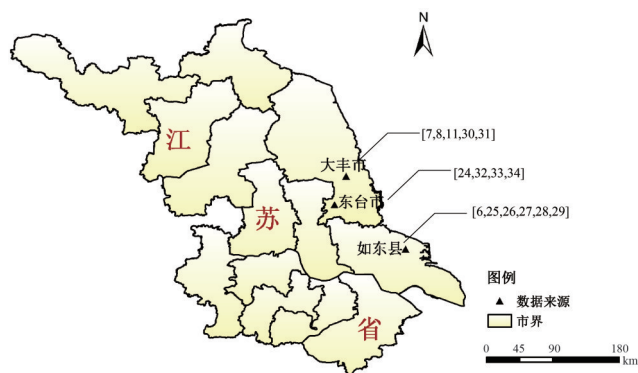 N
江
苏
省
[7,8,11,30,31]
大丰市
[24,32,33,34]
东台市
[6,25,26,27,28,29]
如东县
图例
数据来源
市界
0 45 90 180
km